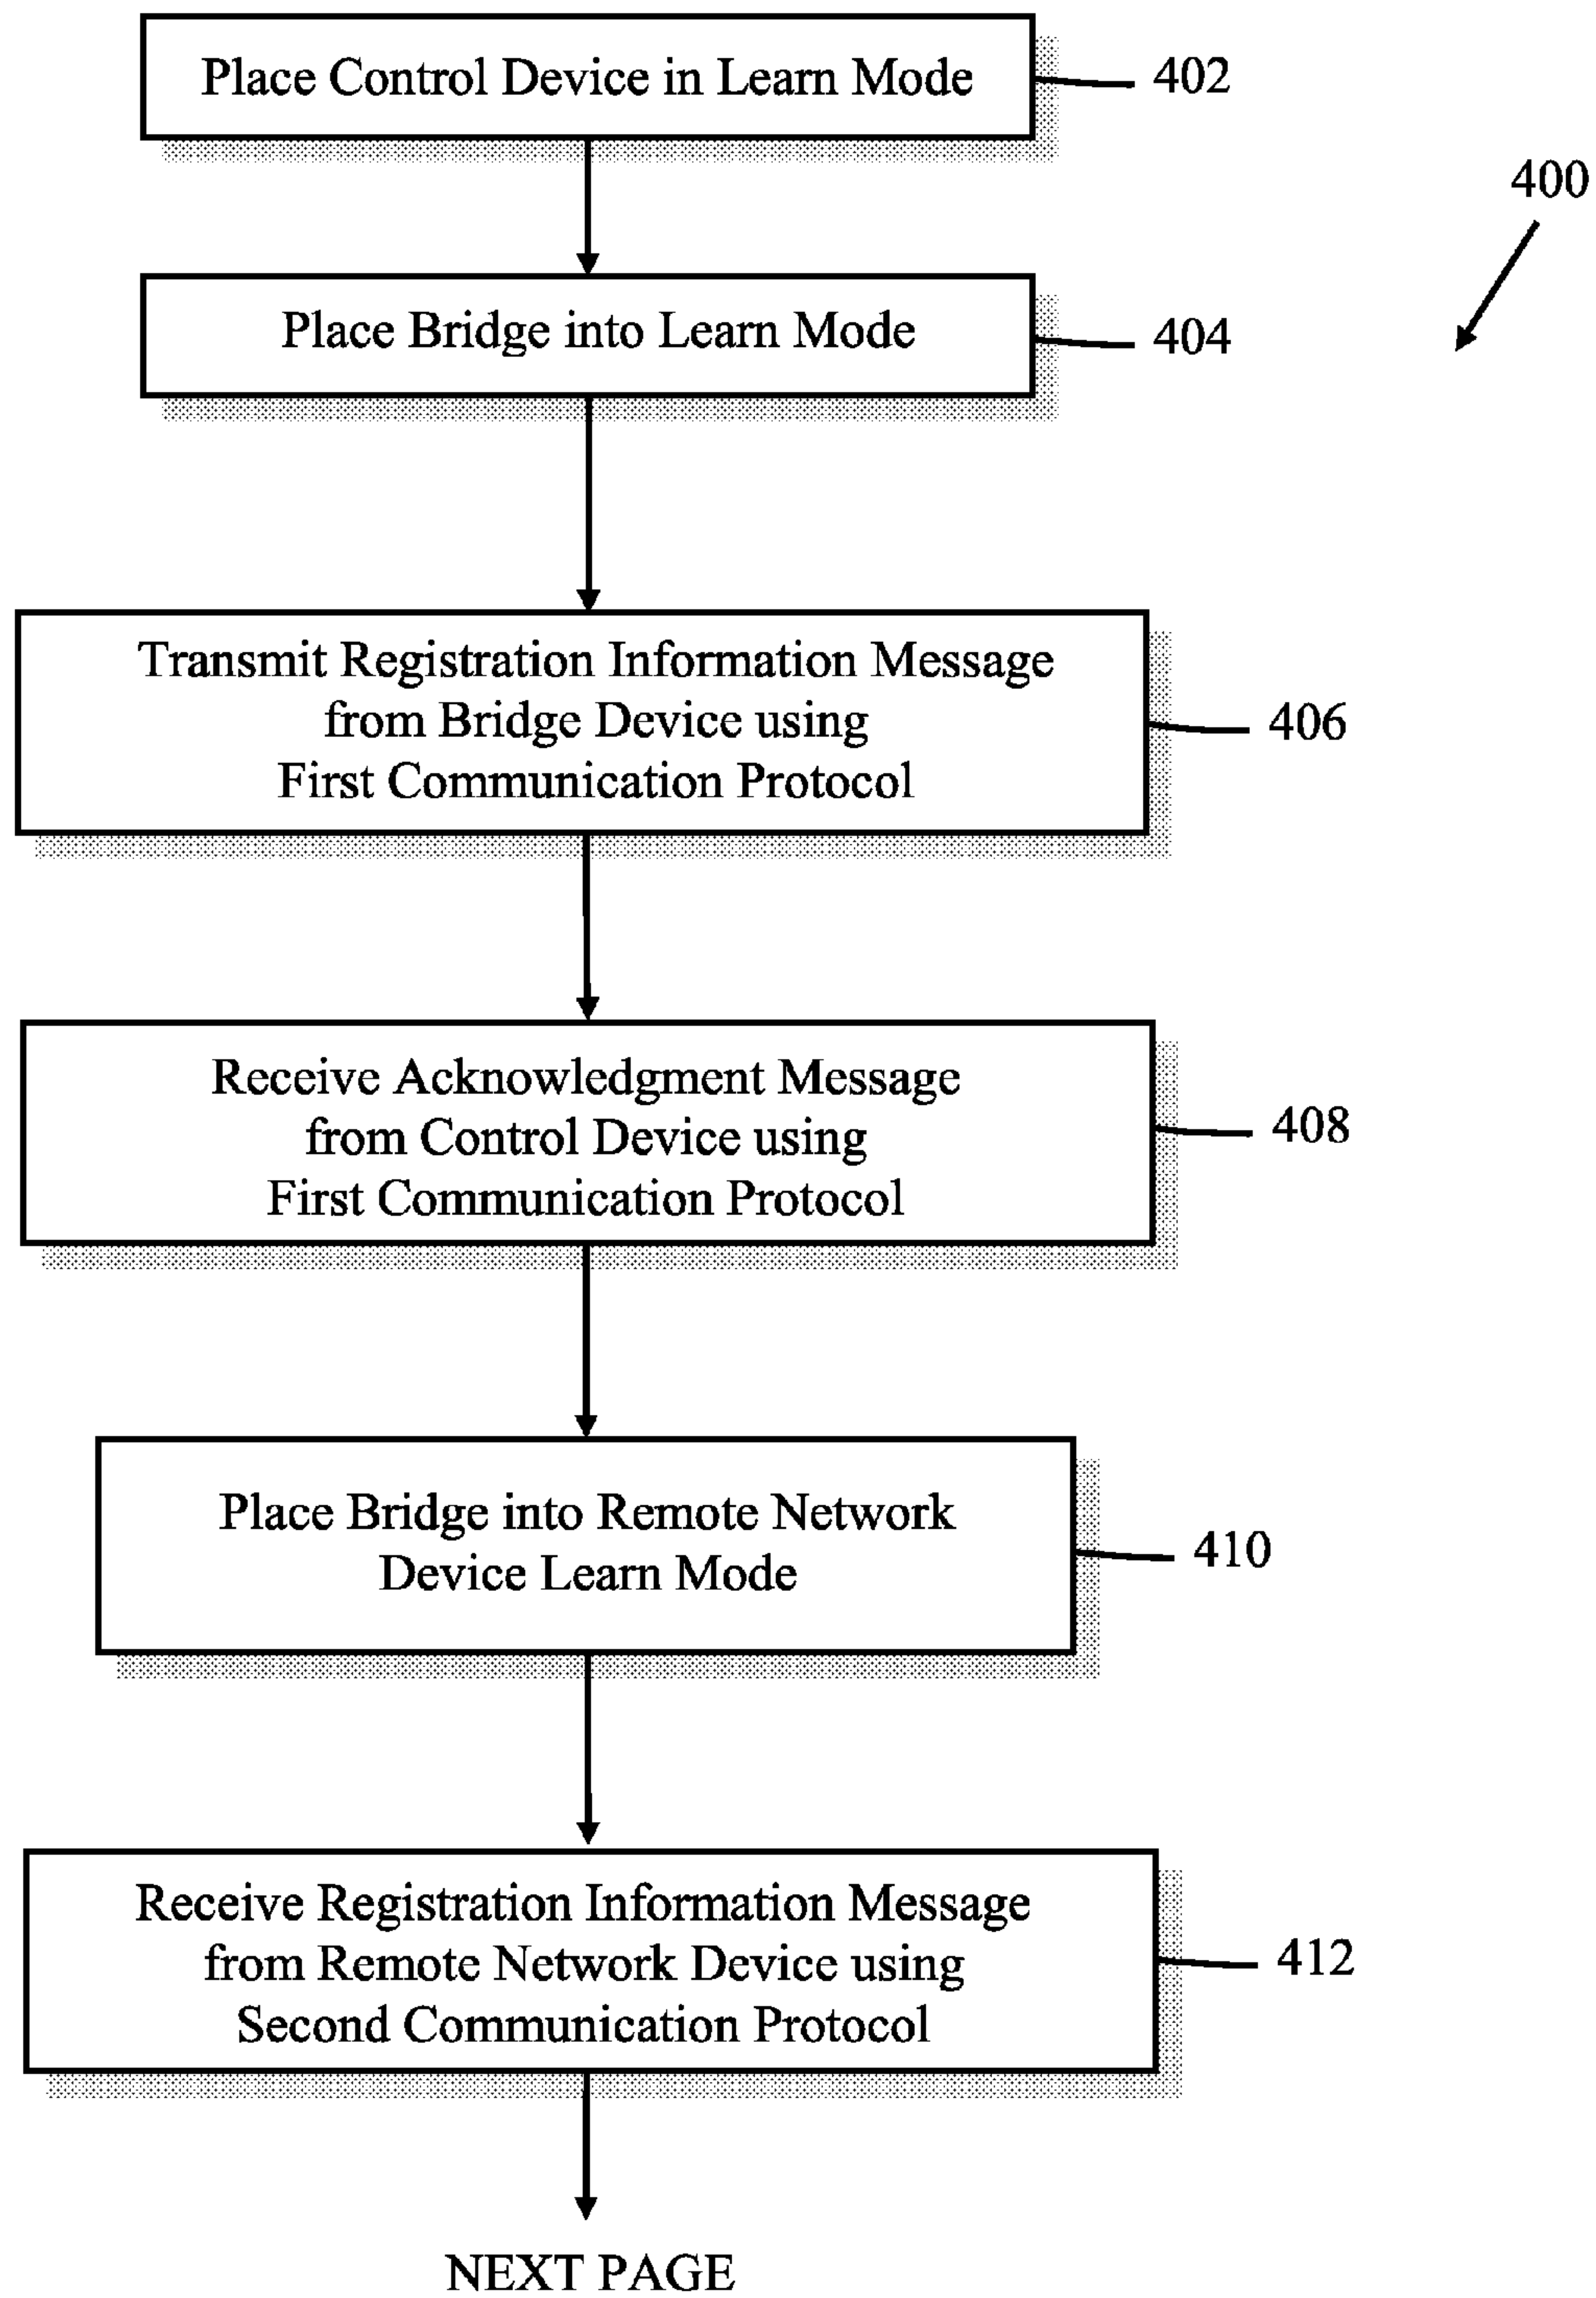 Place Control Device in Learn Mode
402
400
Place Bridge into Learn Mode
404
Transmit Registration Information Message
from Bridge Device using
First Communication Protocol
406
Receive Acknowledgment Message
from Control Device using
First Communication Protocol
408
Place Bridge into Remote Network
Device Learn Mode
410
Receive Registration Information Message
from Remote Network Device using
Second Communication Protocol
412
NEXT PAGE